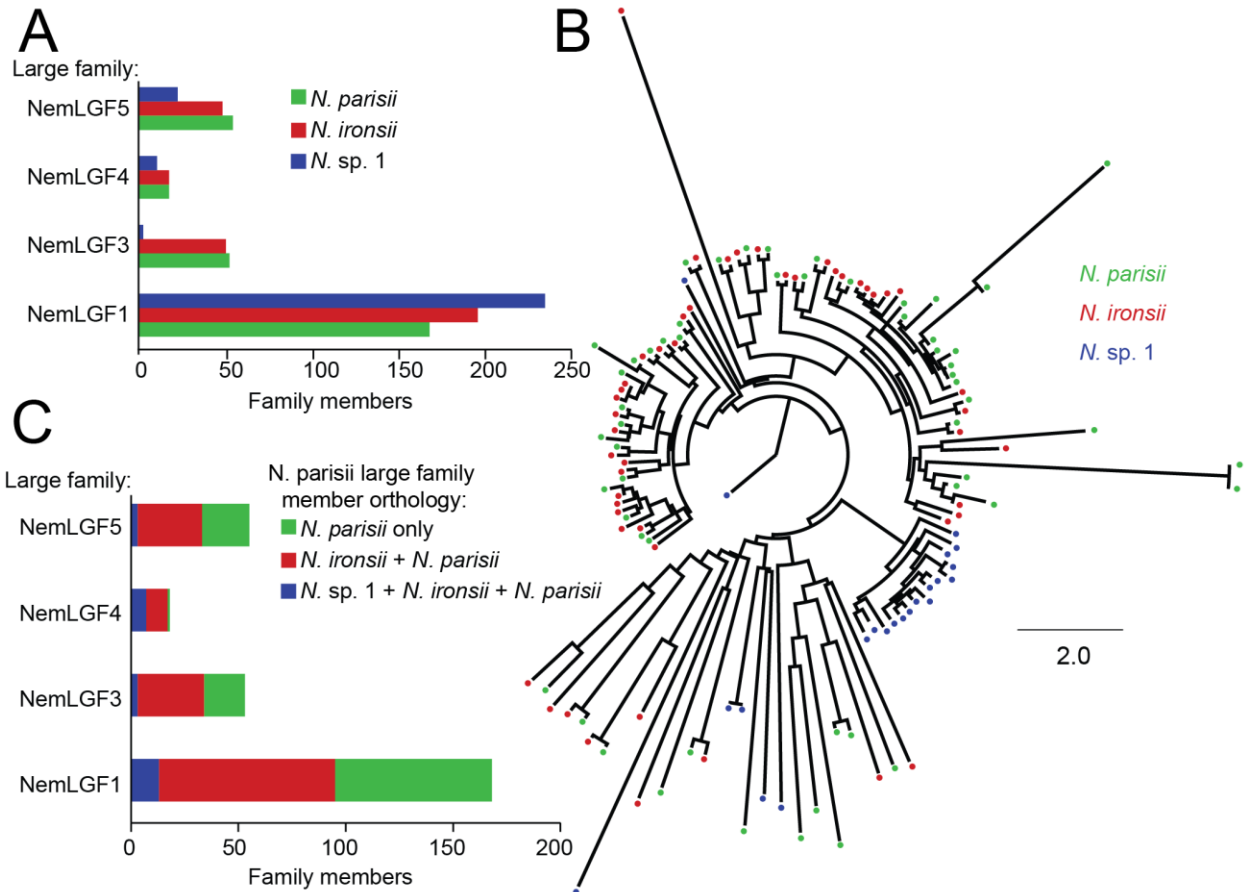 A
Large family:
NemLGF5
NemLGF4
NemLGF3
NemLGF1
N. parisii
N. ironsii
N. sp. 1
0 50 100 150 200 250
Family members
B
N. parisii
N. ironsii
N. sp. 1
2.0
C
Large family:
NemLGF5
NemLGF4
NemLGF3
NemLGF1
N. parisii large family
member orthology:
N. parisii only
N. ironsii + N. parisii
N. sp. 1 + N. ironsii + N. parisii
0 50 100 150 200
Family members